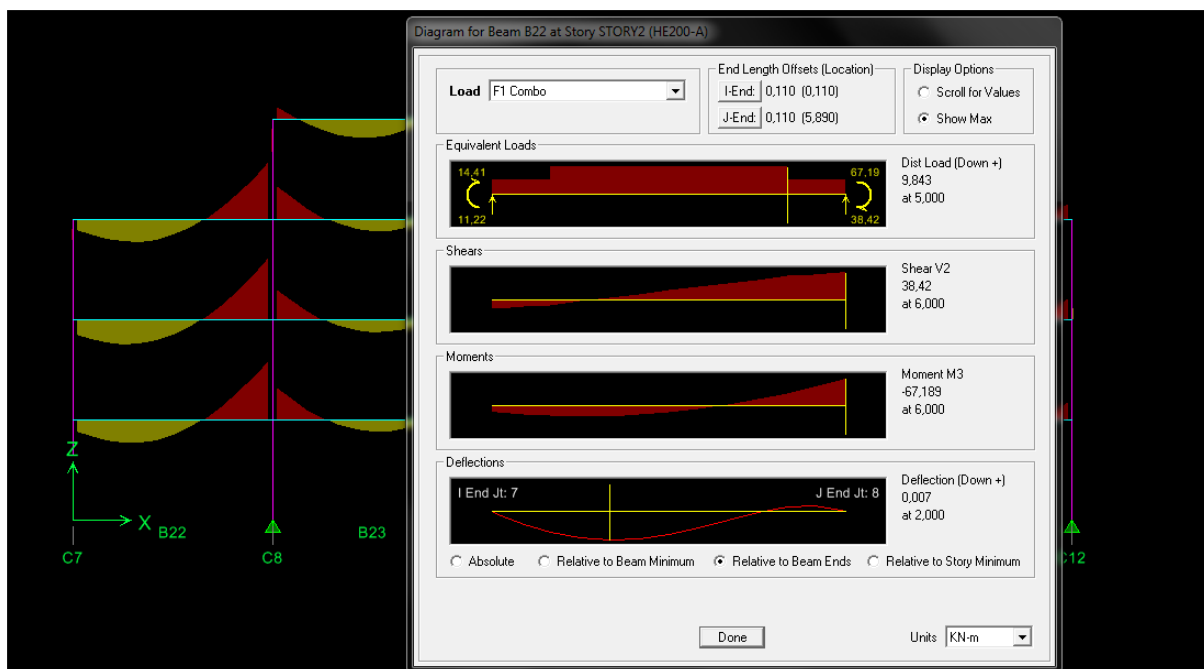 Diagram for Beam B22 at Story STORY2 (HE200-A)
Load F1 Combo
End Length Offsets (Location)
I-End: 0,110 (0,110)
J-End: 0,110 (5,890)
Display Options
Scroll for Values
Show Max
Equivalent Loads
14,41 67,19
11,22 38,42
Dist Load (Down +)
9,843
at 5,000
Shears
Shear V2
38,42
at 6,000
Moments
Moment M3
-67,189
at 6,000
Deflections
I End Jt: 7 J End Jt: 8
Deflection (Down +)
0,007
at 2,000
Absolute Relative to Beam Minimum Relative to Beam Ends Relative to Story Minimum
Done Units KN-m
Z
X
B22 B23
C7 C8 C12